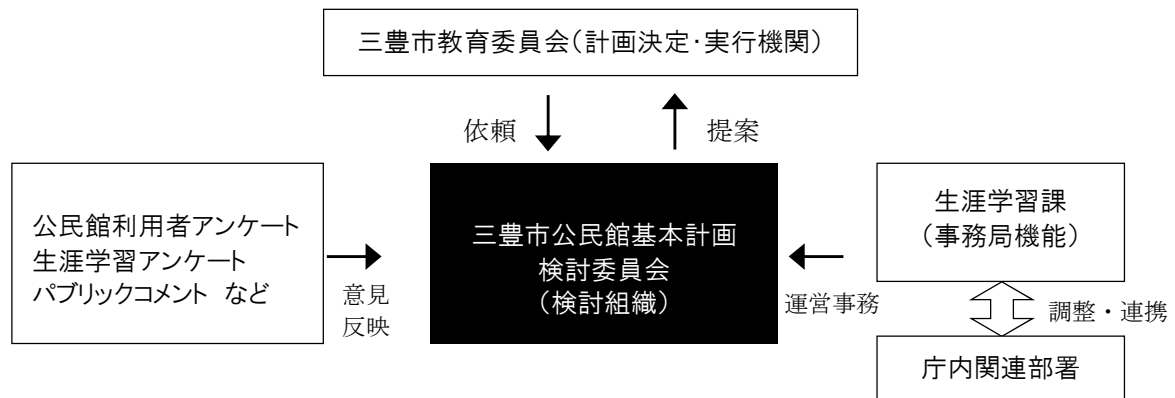 三豊市教育委員会（計画決定・実行機関）
依頼
提案
公民館利用者アンケート
生涯学習アンケート
パブリックコメント　など
意見
反映
三豊市公民館基本計画
検討委員会
（検討組織）
運営事務
生涯学習課
（事務局機能）
調整・連携
庁内関連部署